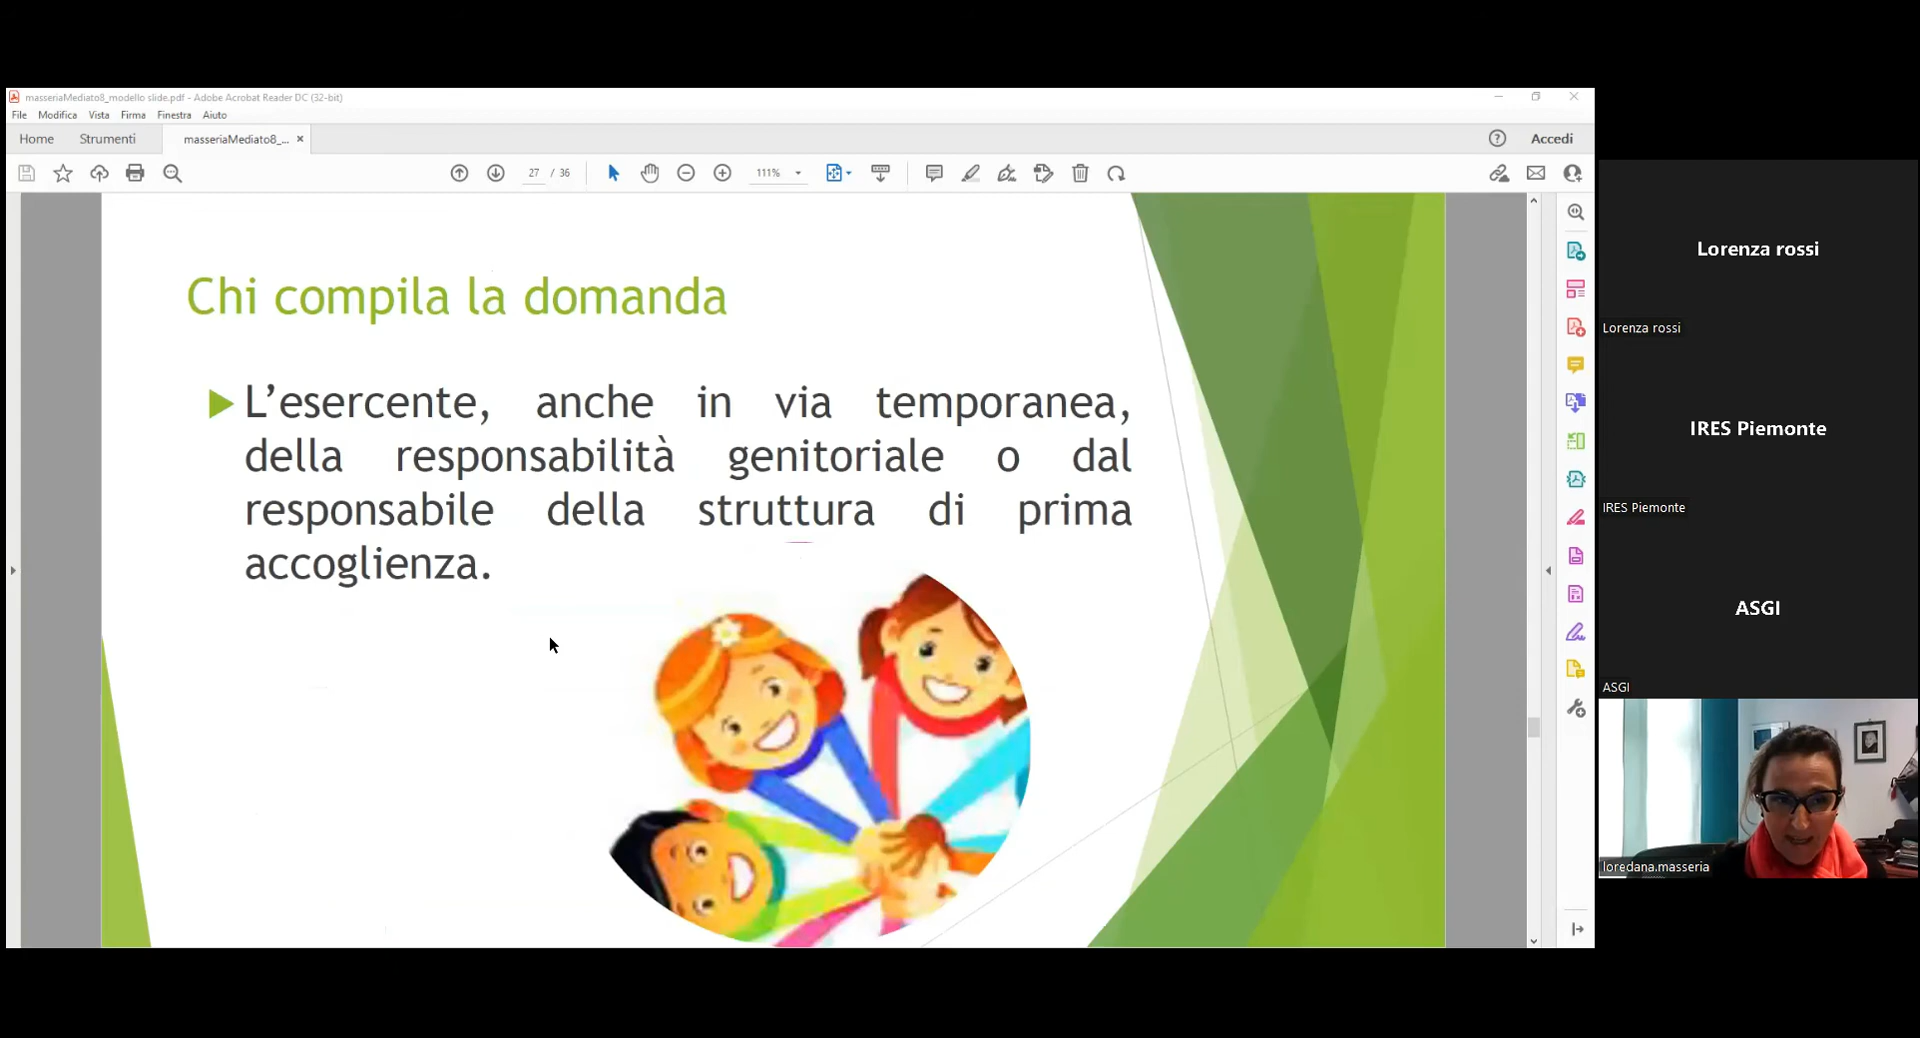 masseriaMediato8_modello slide.pdf - Adobe Acrobat Reader DC (32-bit)
File Modifica Vista Firma Finestra Aiuto
Home Strumenti masseriaMediato8_... × Accedi
27 / 36 111%
Chi compila la domanda
L’esercente, anche in via temporanea,
della responsabilità genitoriale o dal
responsabile della struttura di prima
accoglienza.
Lorenza rossi
Lorenza rossi
IRES Piemonte
IRES Piemonte
ASGI
ASGI
loredana.masseria